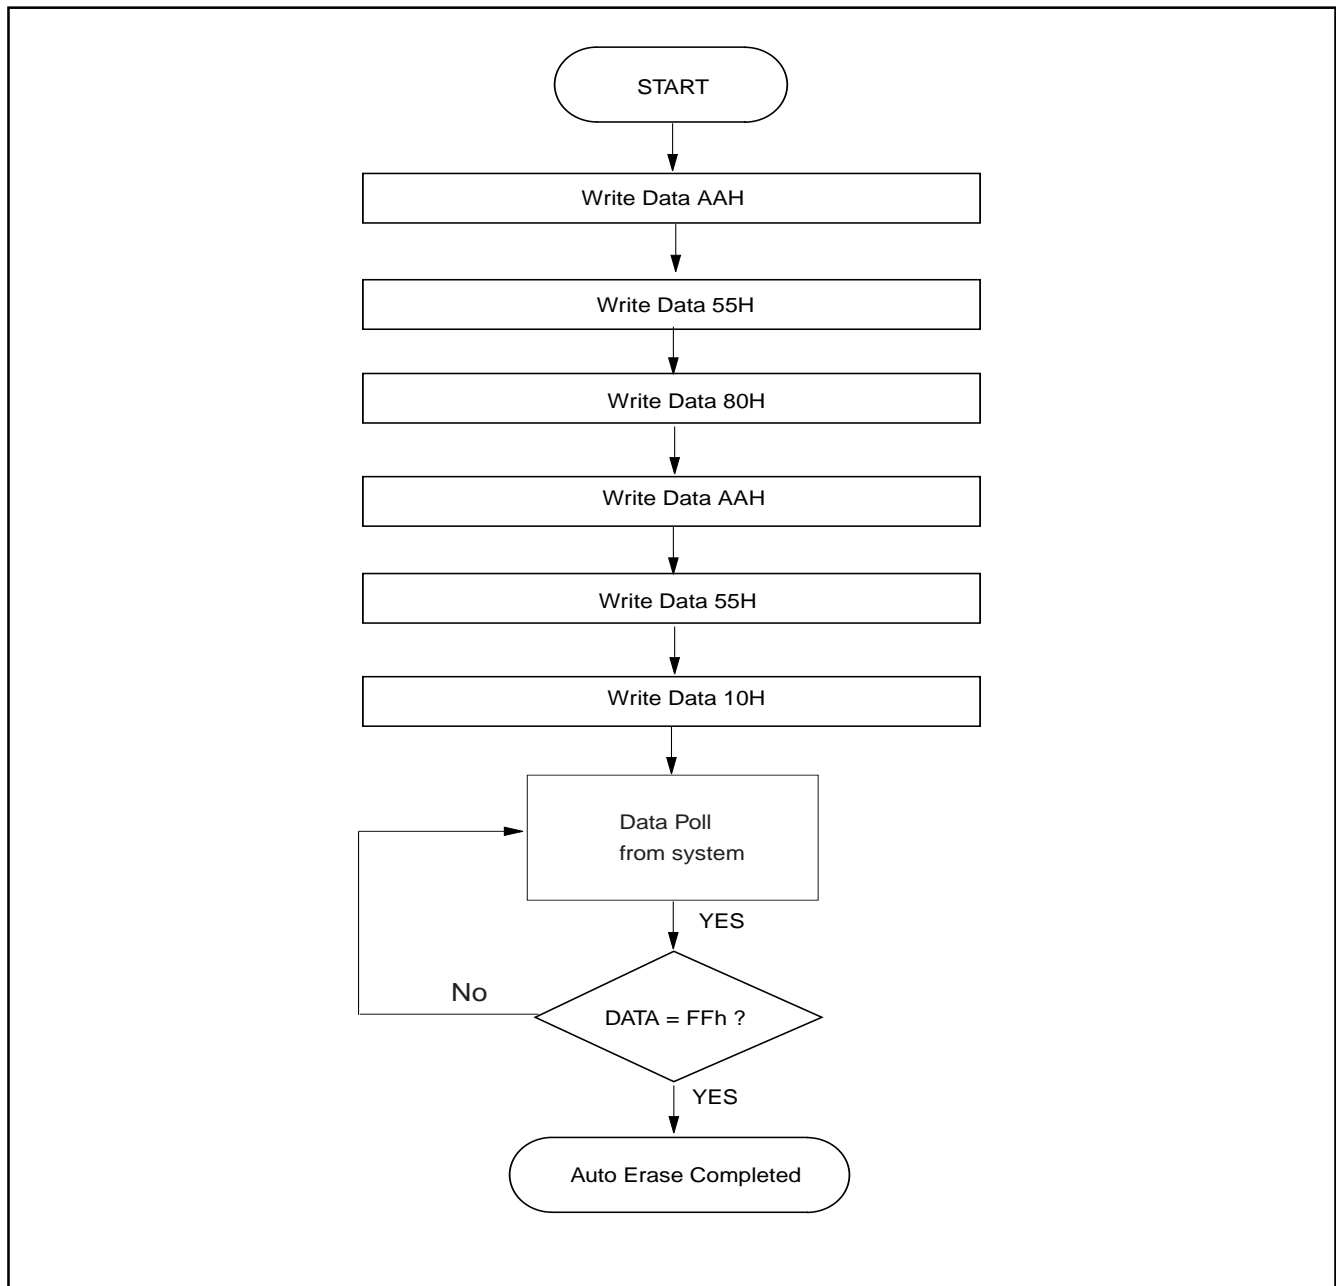 START
Write Data AAH
Write Data 55H
Write Data 80H
Write Data AAH
Write Data 55H
Write Data 10H
Data Poll
from system
YES
No
DATA = FFh ?
YES
Auto Erase Completed